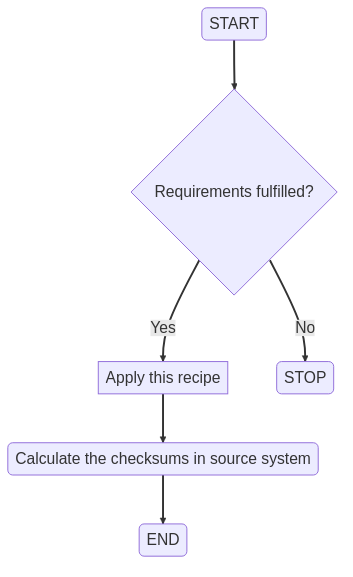 START
Requirements fulfilled?
Yes
No
Apply this recipe
STOP
Calculate the checksums in source system
END